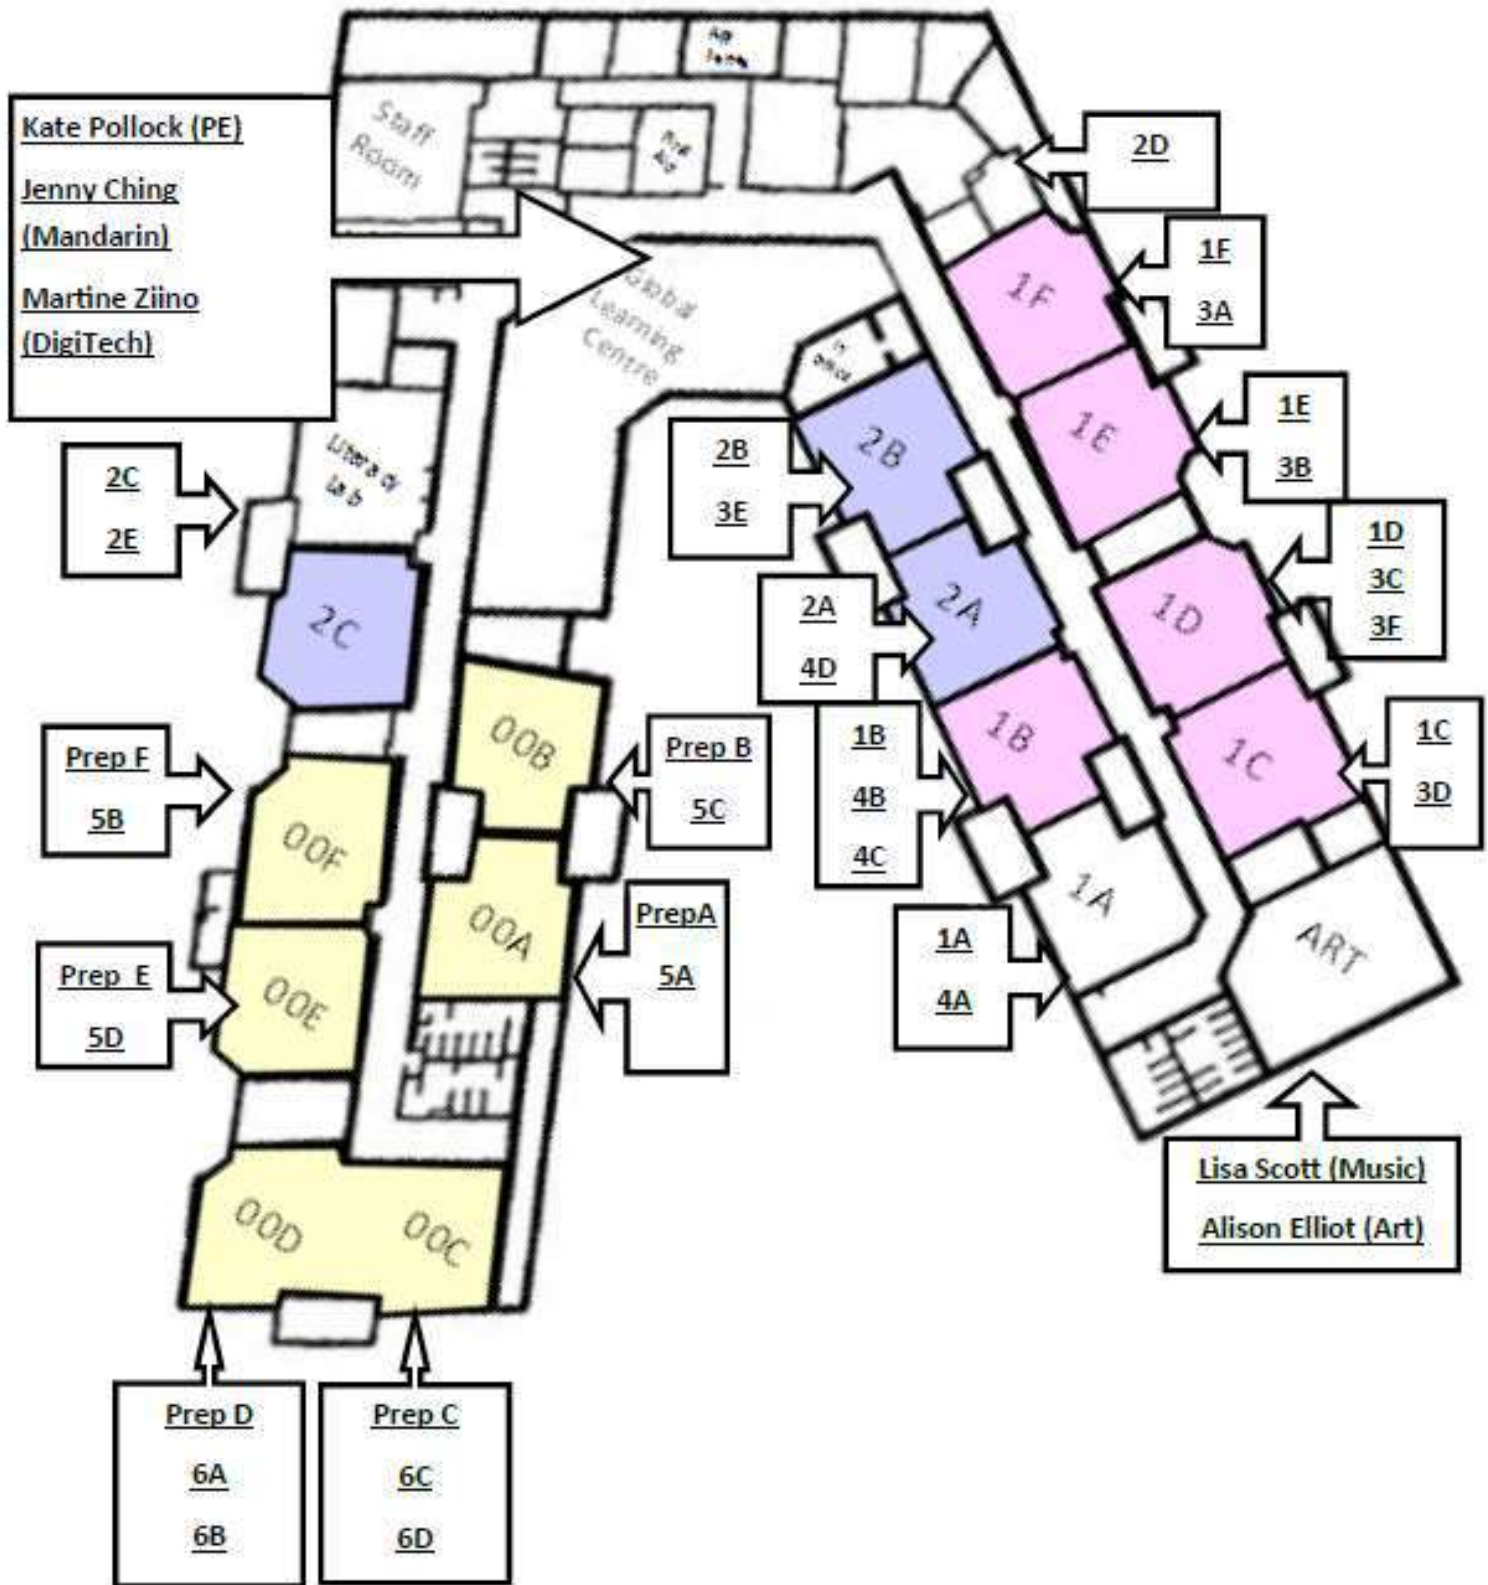 Kate Pollock (PE)
Jenny Ching
(Mandarin)
Martine Ziino
(DigiTech)
Staff
Room
Global
Learning
Centre
Literacy
Lab
office
2D
1F
1F
3A
1E
1E
3B
2B
2B
3E
2C
2E
2C
2A
2A
4D
1D
1D
3C
3F
1B
1B
4B
4C
1C
1C
3D
00B
Prep B
5C
Prep F
5B
00F
00A
PrepA
5A
1A
1A
4A
ART
Prep E
5D
00E
Lisa Scott (Music)
Alison Elliot (Art)
00D
00C
Prep D
6A
6B
Prep C
6C
6D